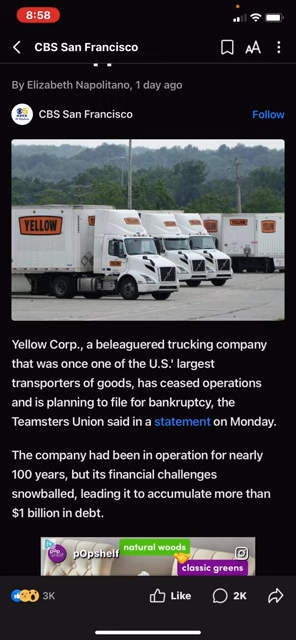 8:58
CBS San Francisco
AA
By Elizabeth Napolitano, 1 day ago
CBS San Francisco
Follow
YELLOW
Yellow Corp., a beleaguered trucking company
that was once one of the U.S.' largest
transporters of goods, has ceased operations
and is planning to file for bankruptcy, the
Teamsters Union said in a statement on Monday.
The company had been in operation for nearly
100 years, but its financial challenges
snowballed, leading it to accumulate more than
$1 billion in debt.
pOpshelf
natural woods
classic greens
3K
Like
2K
Share